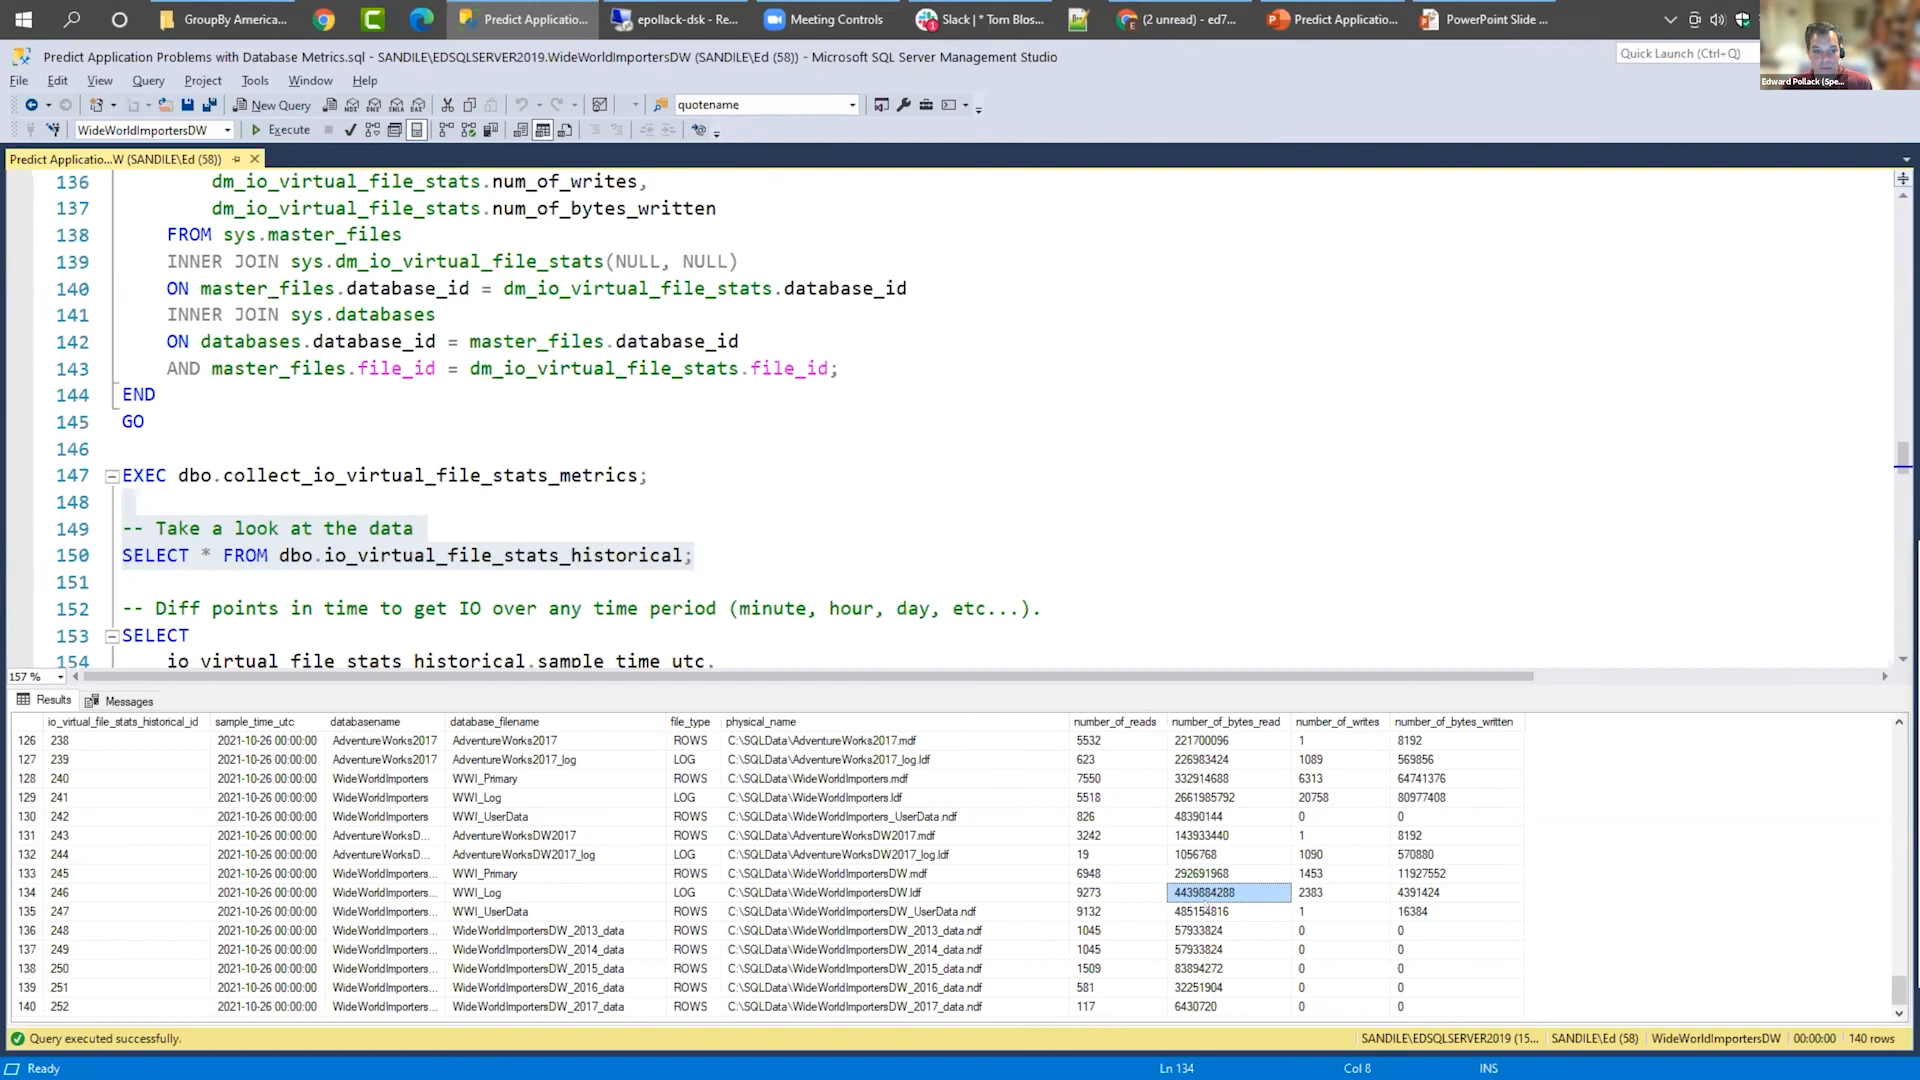 GroupBy America...
Predict Applicatio...
epollack-dsk - Re...
Meeting Controls
Slack | * Tom Blos...
(2 unread) - ed7...
Predict Applicatio...
PowerPoint Slide ...
Predict Application Problems with Database Metrics.sql - SANDILE\EDSQLSERVER2019.WideWorldImportersDW (SANDILE\Ed (58)) - Microsoft SQL Server Management Studio
Quick Launch (Ctrl+Q)
Edward Pollack (Spe...
File Edit View Query Project Tools Window Help
New Query
quotename
WideWorldImportersDW
Execute
Predict Applicatio...W (SANDILE\Ed (58))
136 dm_io_virtual_file_stats.num_of_writes,
137 dm_io_virtual_file_stats.num_of_bytes_written
138 FROM sys.master_files
139 INNER JOIN sys.dm_io_virtual_file_stats(NULL, NULL)
140 ON master_files.database_id = dm_io_virtual_file_stats.database_id
141 INNER JOIN sys.databases
142 ON databases.database_id = master_files.database_id
143 AND master_files.file_id = dm_io_virtual_file_stats.file_id;
144 END
145 GO
146
147 EXEC dbo.collect_io_virtual_file_stats_metrics;
148
149 -- Take a look at the data
150 SELECT * FROM dbo.io_virtual_file_stats_historical;
151
152 -- Diff points in time to get IO over any time period (minute, hour, day, etc...).
153 SELECT
154 io_virtual_file_stats_historical.sample_time_utc,
157 %
Results Messages
io_virtual_file_stats_historical_id sample_time_utc databasename database_filename file_type physical_name number_of_reads number_of_bytes_read number_of_writes number_of_bytes_written
126 238 2021-10-26 00:00:00 AdventureWorks2017 AdventureWorks2017 ROWS C:\SQLData\AdventureWorks2017.mdf 5532 221700096 1 8192
127 239 2021-10-26 00:00:00 AdventureWorks2017 AdventureWorks2017_log LOG C:\SQLData\AdventureWorks2017_log.ldf 623 226983424 1089 569856
128 240 2021-10-26 00:00:00 WideWorldImporters WWI_Primary ROWS C:\SQLData\WideWorldImporters.mdf 7550 332914688 6313 64741376
129 241 2021-10-26 00:00:00 WideWorldImporters WWI_Log LOG C:\SQLData\WideWorldImporters.ldf 5518 2661985792 20758 80977408
130 242 2021-10-26 00:00:00 WideWorldImporters WWI_UserData ROWS C:\SQLData\WideWorldImporters_UserData.ndf 826 48390144 0 0
131 243 2021-10-26 00:00:00 AdventureWorksD... AdventureWorksDW2017 ROWS C:\SQLData\AdventureWorksDW2017.mdf 3242 143933440 1 8192
132 244 2021-10-26 00:00:00 AdventureWorksD... AdventureWorksDW2017_log LOG C:\SQLData\AdventureWorksDW2017_log.ldf 19 1056768 1090 570880
133 245 2021-10-26 00:00:00 WideWorldImporters... WWI_Primary ROWS C:\SQLData\WideWorldImportersDW.mdf 6948 292691968 1453 11927552
134 246 2021-10-26 00:00:00 WideWorldImporters... WWI_Log LOG C:\SQLData\WideWorldImportersDW.ldf 9273 4439884288 2383 4391424
135 247 2021-10-26 00:00:00 WideWorldImporters... WWI_UserData ROWS C:\SQLData\WideWorldImportersDW_UserData.ndf 9132 485154816 1 16384
136 248 2021-10-26 00:00:00 WideWorldImporters... WideWorldImportersDW_2013_data ROWS C:\SQLData\WideWorldImportersDW_2013_data.ndf 1045 57933824 0 0
137 249 2021-10-26 00:00:00 WideWorldImporters... WideWorldImportersDW_2014_data ROWS C:\SQLData\WideWorldImportersDW_2014_data.ndf 1045 57933824 0 0
138 250 2021-10-26 00:00:00 WideWorldImporters... WideWorldImportersDW_2015_data ROWS C:\SQLData\WideWorldImportersDW_2015_data.ndf 1509 83894272 0 0
139 251 2021-10-26 00:00:00 WideWorldImporters... WideWorldImportersDW_2016_data ROWS C:\SQLData\WideWorldImportersDW_2016_data.ndf 581 32251904 0 0
140 252 2021-10-26 00:00:00 WideWorldImporters... WideWorldImportersDW_2017_data ROWS C:\SQLData\WideWorldImportersDW_2017_data.ndf 117 6430720 0 0
Query executed successfully. SANDILE\EDSQLSERVER2019 (15... SANDILE\Ed (58) WideWorldImportersDW 00:00:00 140 rows
Ready Ln 134 Col 8 INS